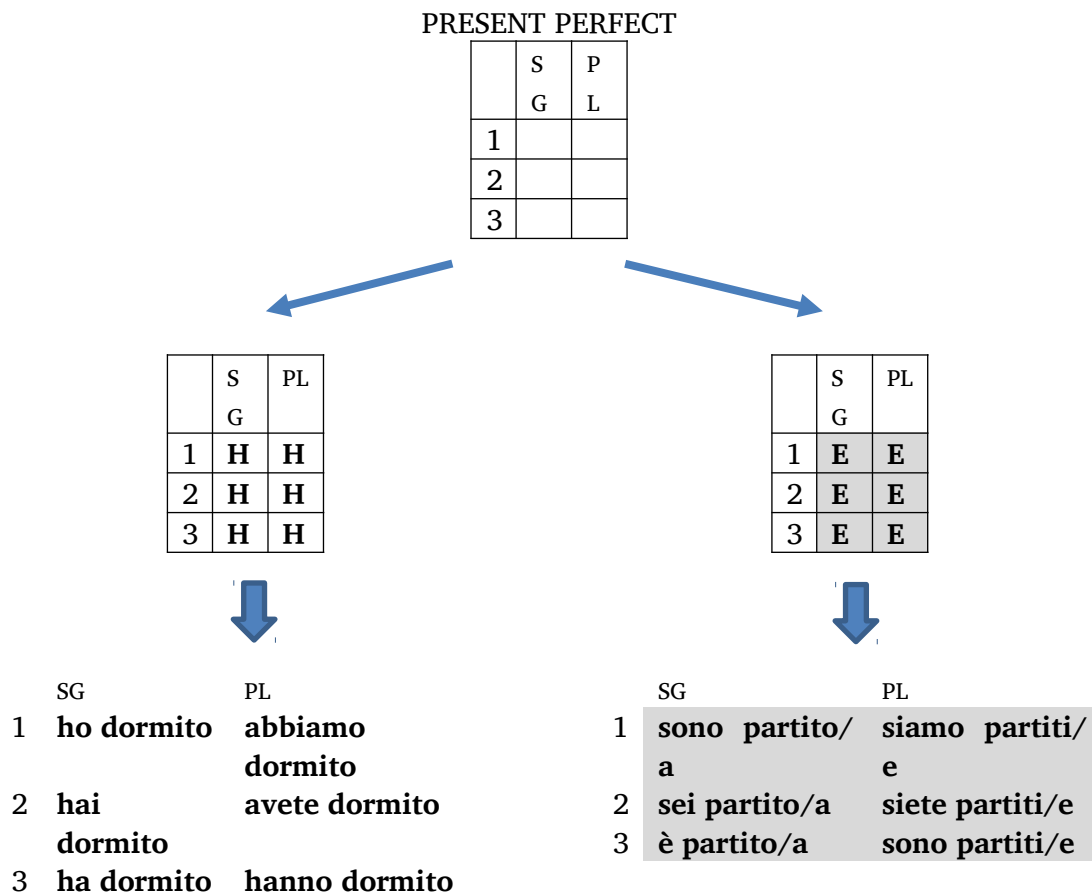 PRESENT PERFECT
S P
G L
1
2
3
S PL
G
1 H H
2 H H
3 H H
S PL
G
1 E E
2 E E
3 E E
SG PL
1 ho dormito abbiamo
dormito
2 hai avete dormito
dormito
3 ha dormito hanno dormito
SG PL
1 sono partito/ siamo partiti/
a e
2 sei partito/a siete partiti/e
3 è partito/a sono partiti/e